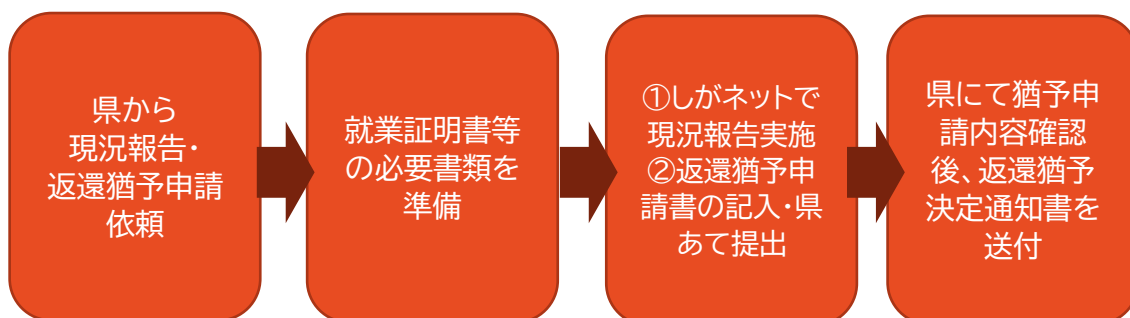 県から
現況報告・
返還猶予申請
依頼
就業証明書等
の必要書類を
準備
①しがネットで
現況報告実施
②返還猶予申
請書の記入・県
あて提出
県にて猶予申
請内容確認
後、返還猶予
決定通知書を
送付